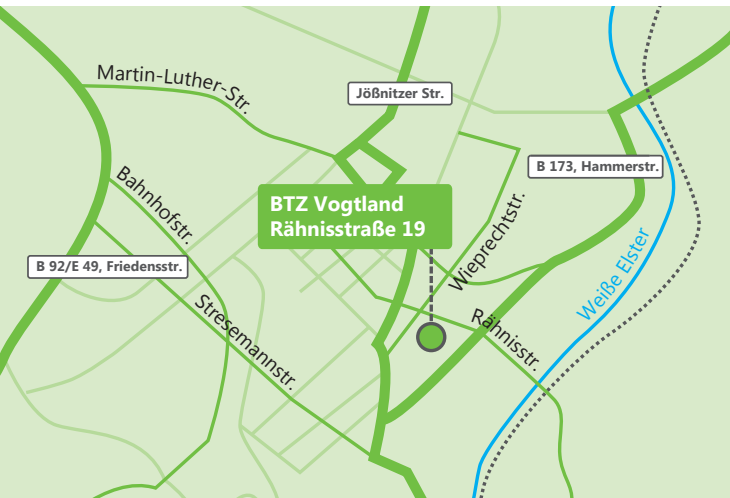 Martin-Luther-Str.
Jößnitzer Str.
Bahnhofstr.
B 173, Hammerstr.
BTZ Vogtland
Rähnisstraße 19
Wieprechtstr.
B 92/E 49, Friedensstr.
Weiße Elster
Stresemannstr.
Rähnisstr.